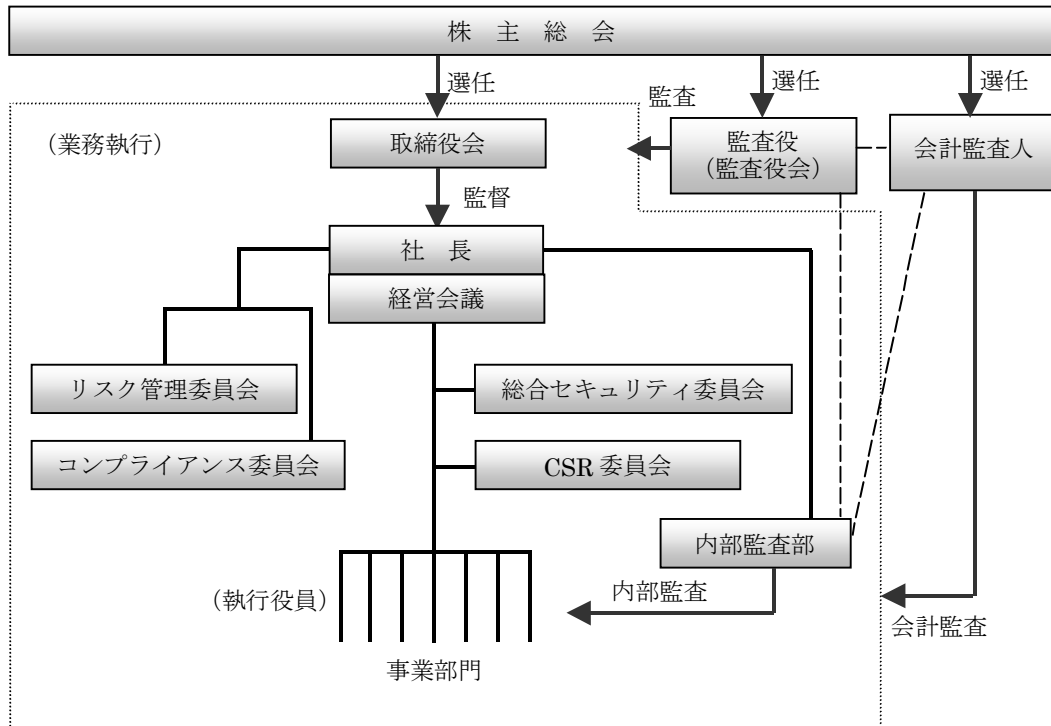 株 主 総 会
選任
選任
選任
監査
(業務執行)
取締役会
監査役
(監査役会)
会計監査人
監督
社 長
経営会議
リスク管理委員会
総合セキュリティ委員会
コンプライアンス委員会
CSR 委員会
内部監査部
(執行役員)
内部監査
会計監査
事業部門